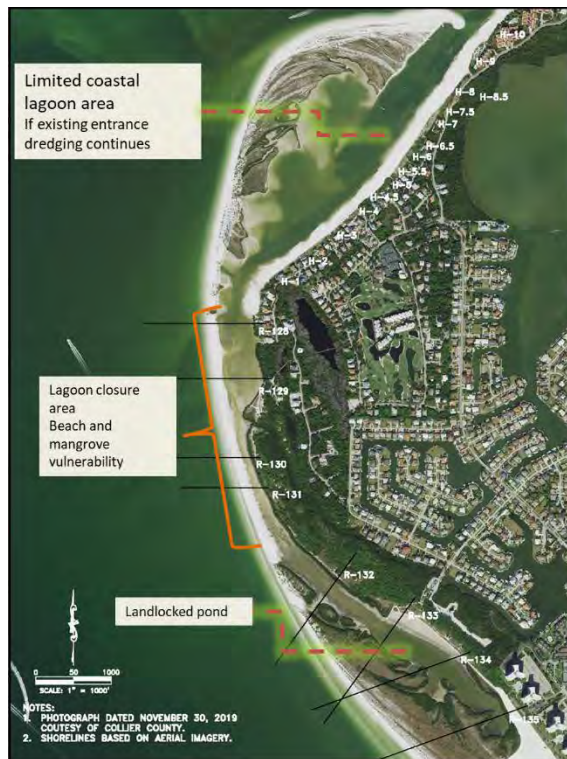 H-10
H-9
H-8
H-8.5
H-7.5
H-7
H-6.5
H-6
H-5.5
H-5
H-4.5
H-4
H-3
H-2
H-1
Limited coastal
lagoon area
If existing entrance
dredging continues
R-128
R-129
Lagoon closure
area
Beach and
mangrove
vulnerability
R-130
R-131
R-132
R-133
Landlocked pond
R-134
R-135
0 50 1000
SCALE: 1" = 1000'
NOTES:
1. PHOTOGRAPH DATED NOVEMBER 30, 2019
COUTESY OF COLLIER COUNTY.
2. SHORELINES BASED ON AERIAL IMAGERY.